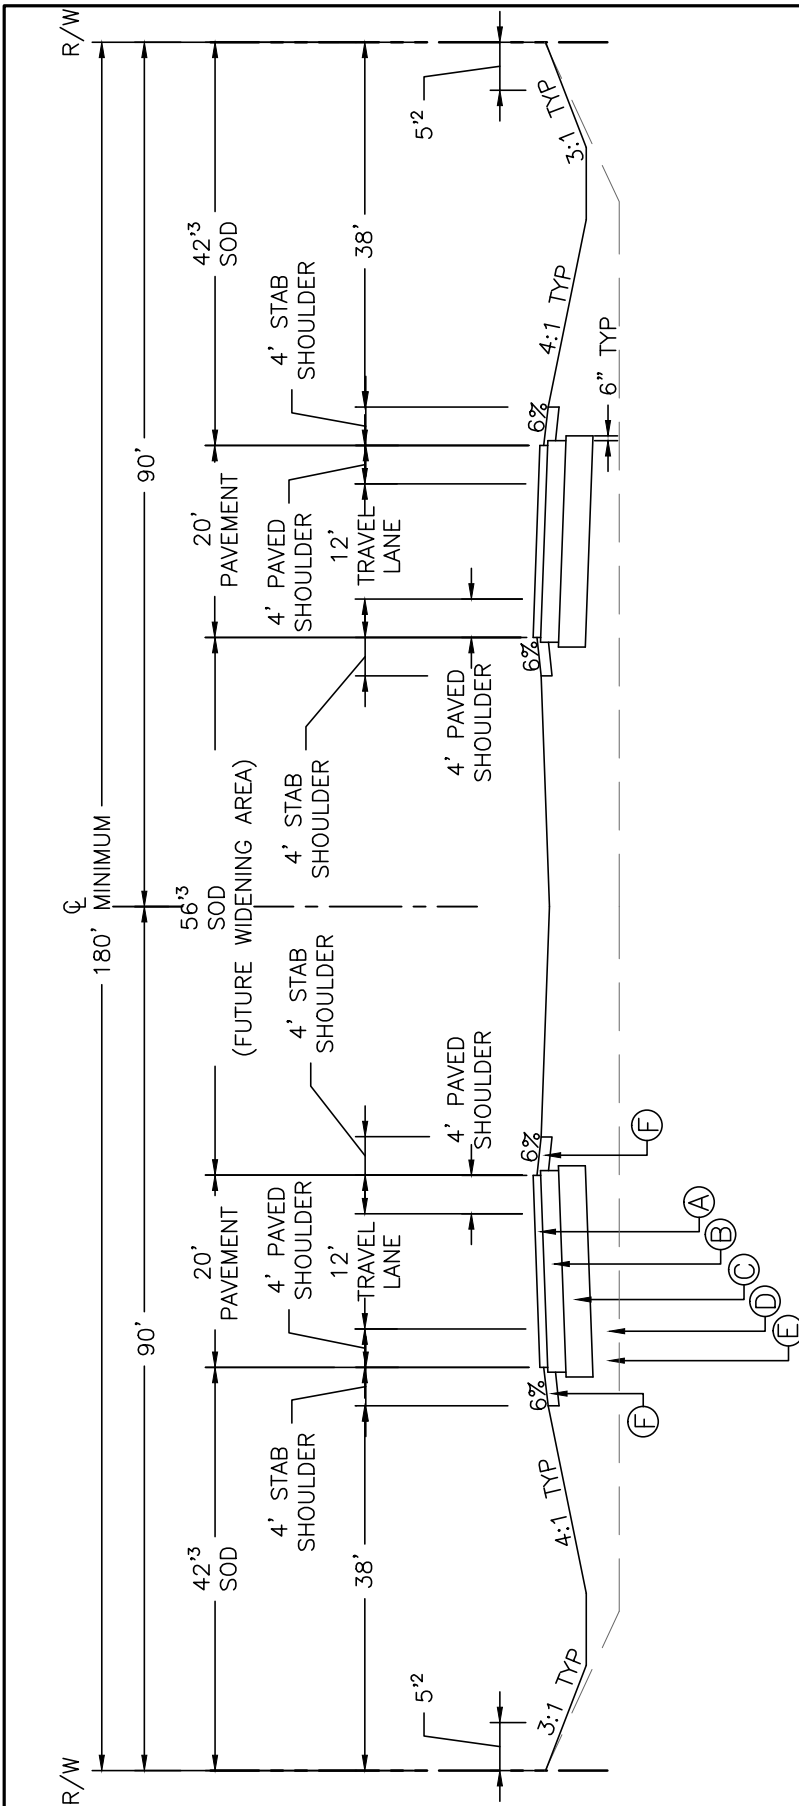 R/W
℄
R/W
180' MINIMUM
90'
90'
42'³
SOD
20'
PAVEMENT
56'³
SOD
(FUTURE WIDENING AREA)
20'
PAVEMENT
42'³
SOD
4' STAB
SHOULDER
4' PAVED
SHOULDER
4' STAB
SHOULDER
4' STAB
SHOULDER
4' PAVED
SHOULDER
4' STAB
SHOULDER
38'
12'
TRAVEL
LANE
12'
TRAVEL
LANE
38'
5'²
4' PAVED
SHOULDER
4' PAVED
SHOULDER
5'²
3:1 TYP
4:1 TYP
6%
6%
6%
6%
4:1 TYP
3:1 TYP
6" TYP
F
F
A
B
C
D
E